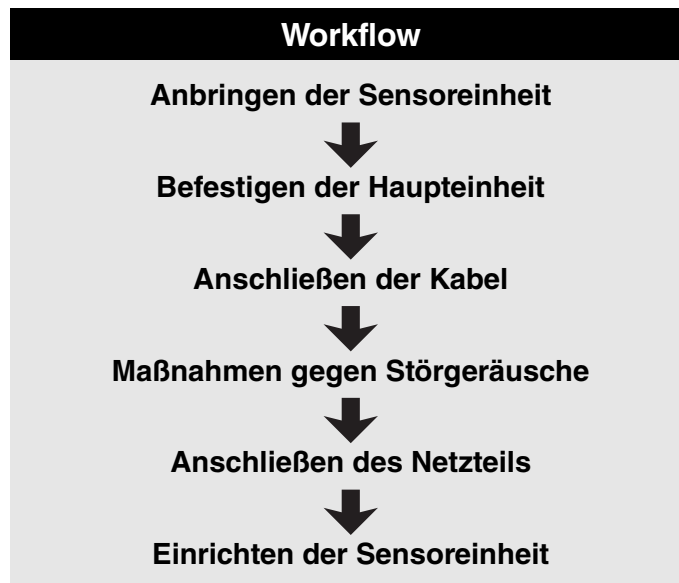 Workflow
Anbringen der Sensoreinheit
Befestigen der Haupteinheit
Anschließen der Kabel
Maßnahmen gegen Störgeräusche
Anschließen des Netzteils
Einrichten der Sensoreinheit